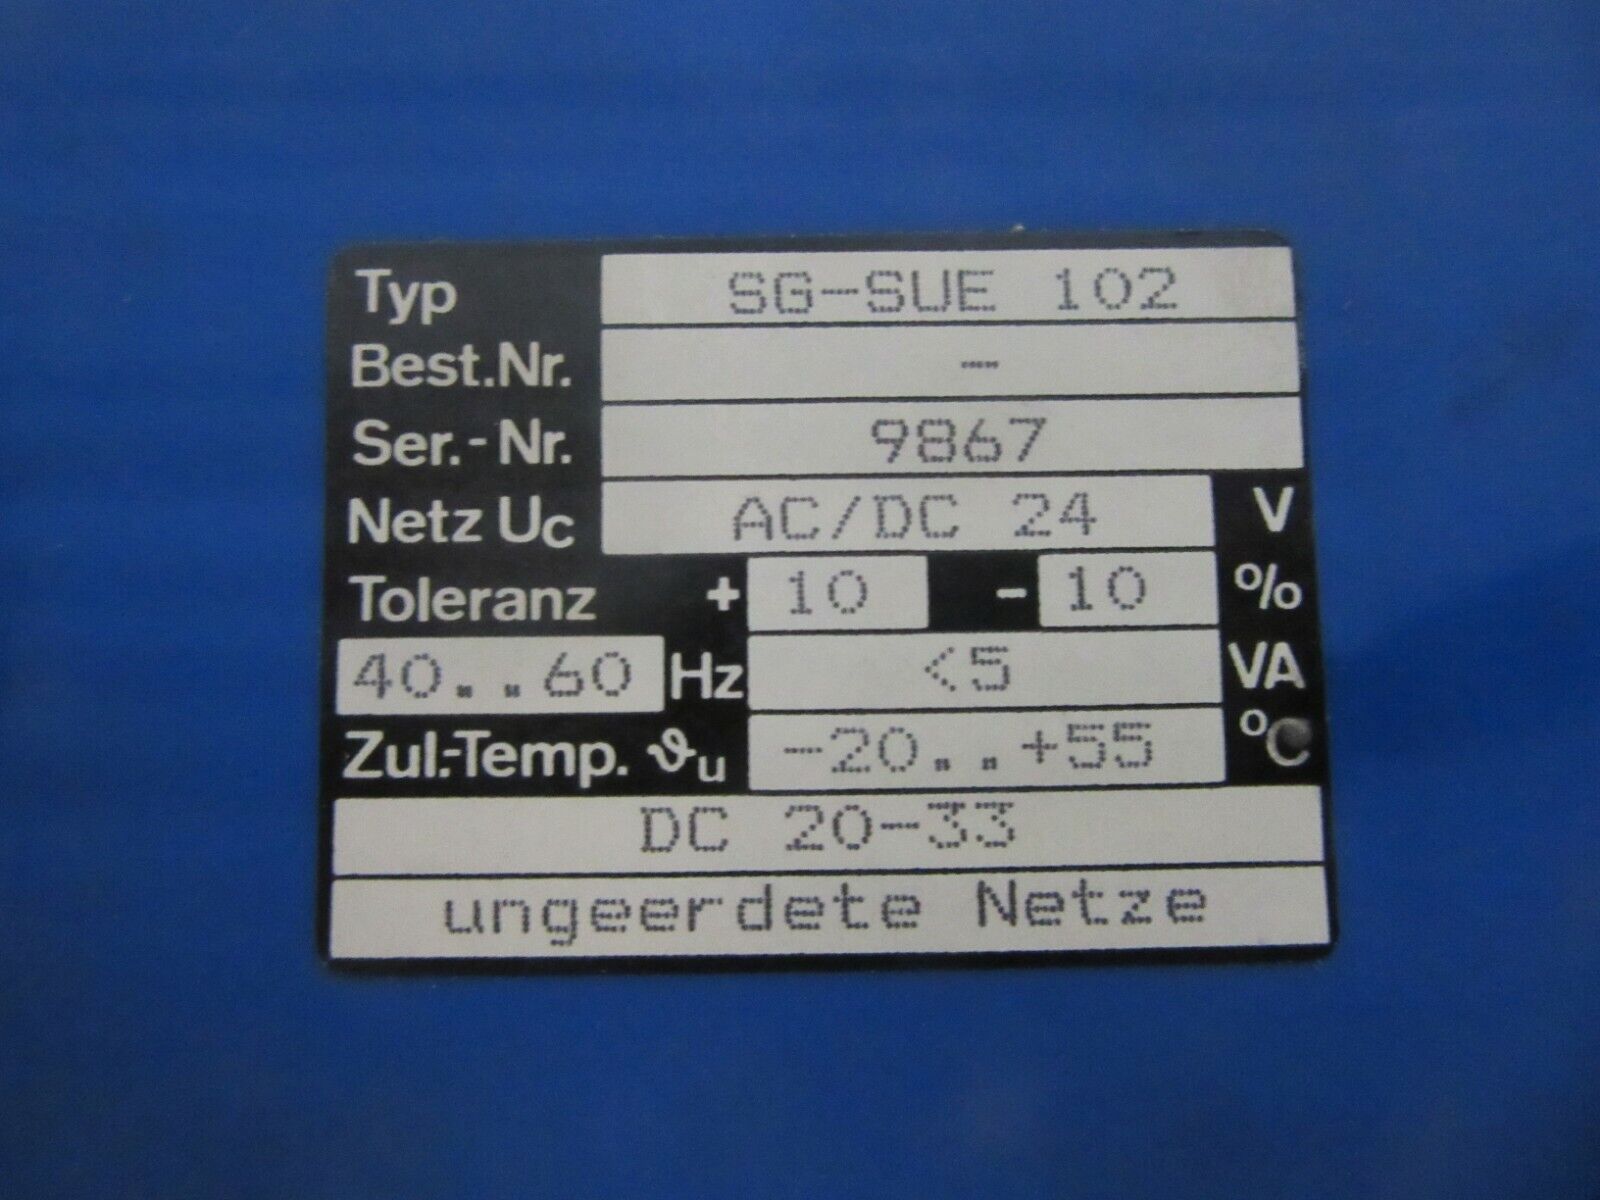 Typ SG-SUE 102
Best.Nr. --
Ser.-Nr. 9867
Netz Uc AC/DC 24 V
Toleranz + 10 - 10 %
40..60 Hz <5 VA
Zul.-Temp. ϑu -20..+55 °C
DC 20-33
ungeerdete Netze